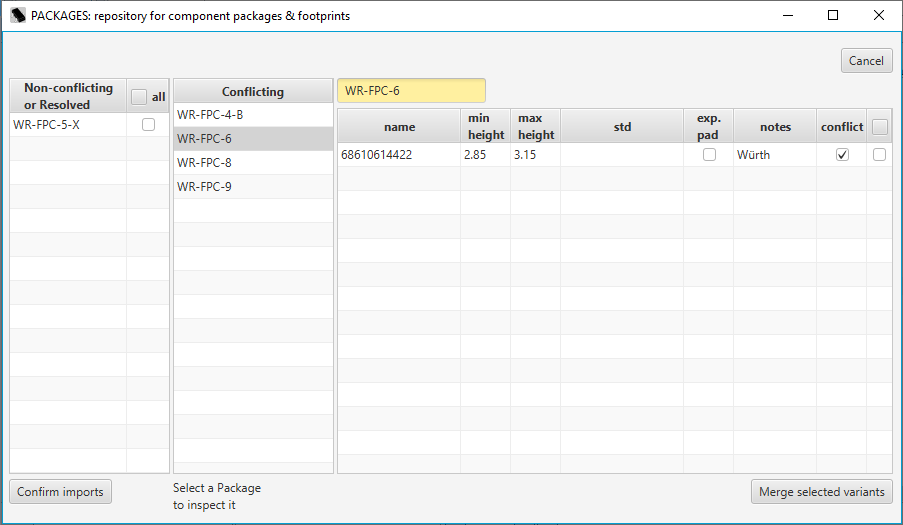 PACKAGES: repository for component packages & footprints
Cancel
Non-conflicting
or Resolved
all
WR-FPC-5-X
Conflicting
WR-FPC-4-B
WR-FPC-6
WR-FPC-8
WR-FPC-9
WR-FPC-6
name
min
height
max
height
std
exp.
pad
notes
conflict
68610614422
2.85
3.15
Würth
Confirm imports
Select a Package
to inspect it
Merge selected variants